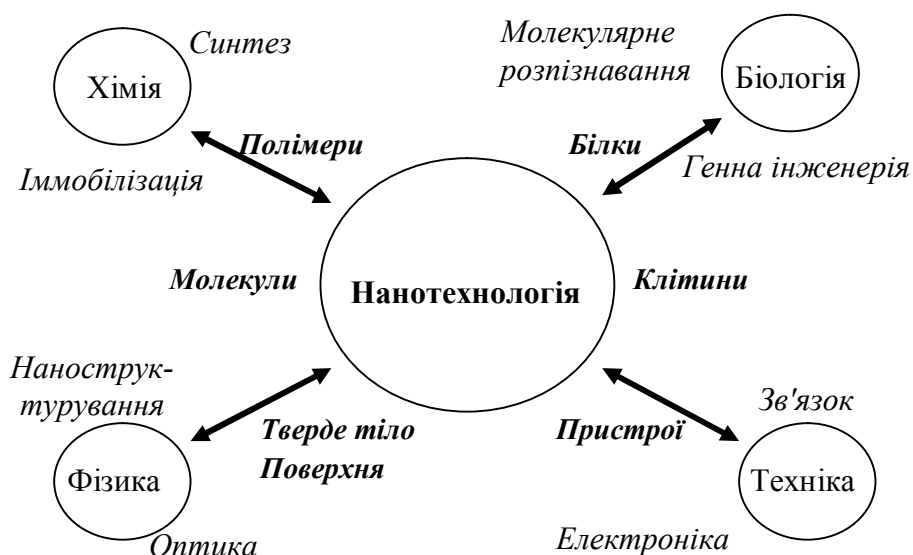 Синтез
Хімія
Іммобілізація
Полімери
Молекулярне
розпізнавання
Біологія
Білки
Генна інженерія
Молекули
Нанотехнологія
Клітини
Нанострук-
турування
Фізика
Тверде тіло
Поверхня
Оптика
Пристрої
Зв'язок
Техніка
Електроніка